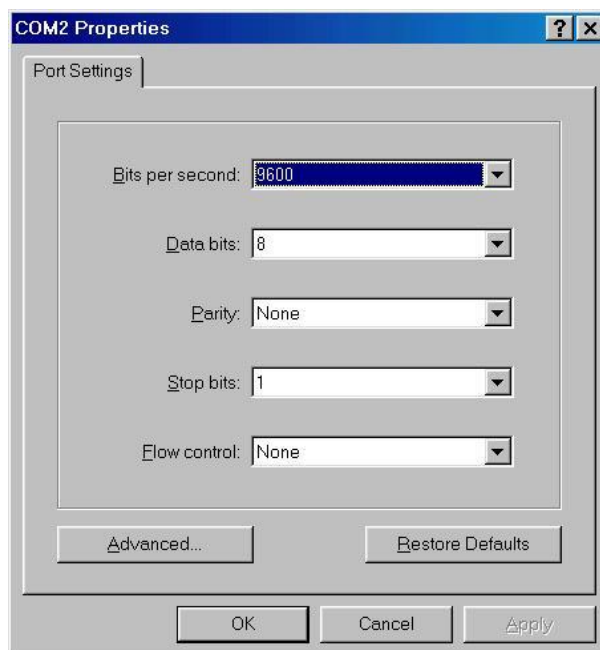 COM2 Properties
Port Settings
Bits per second: 9600
Data bits: 8
Parity: None
Stop bits: 1
Flow control: None
Advanced... Restore Defaults
OK Cancel Apply